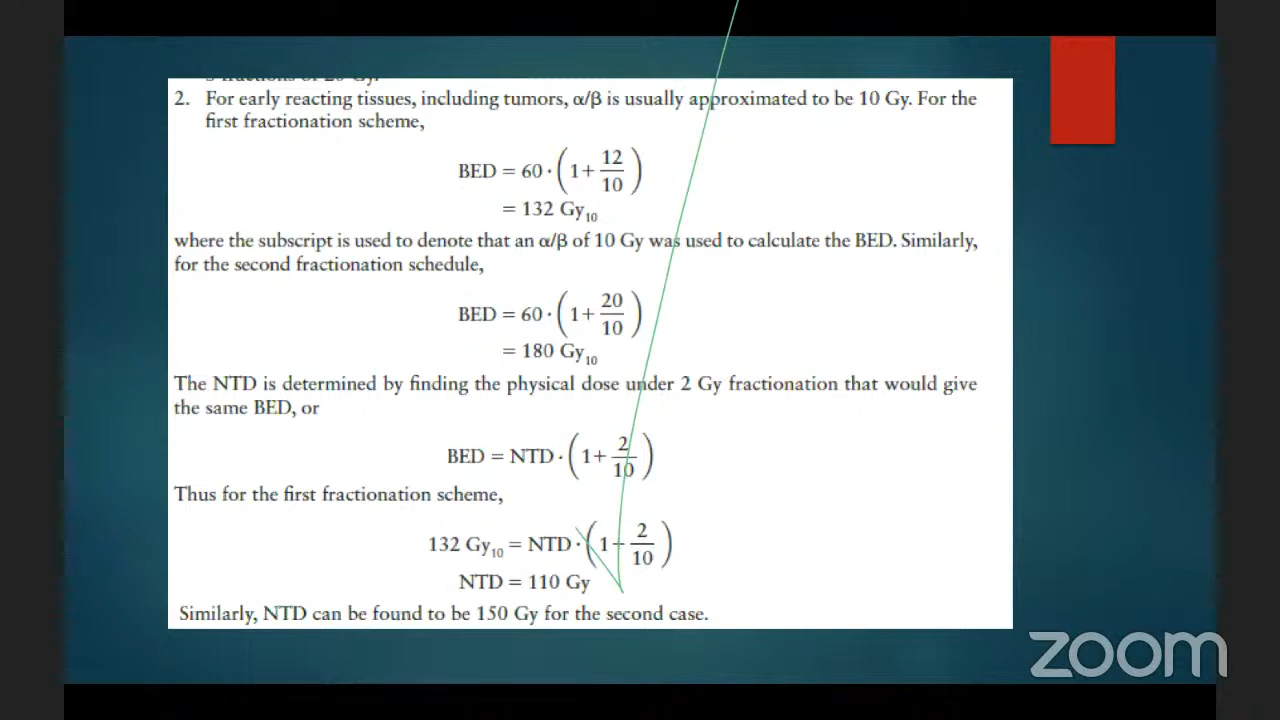 3 fractions of 20 Gy.
2. For early reacting tissues, including tumors, α/β is usually approximated to be 10 Gy. For the
first fractionation scheme,
BED = 60 · (1+ 12/10)
= 132 Gy₁₀
where the subscript is used to denote that an α/β of 10 Gy was used to calculate the BED. Similarly,
for the second fractionation schedule,
BED = 60 · (1+ 20/10)
= 180 Gy₁₀
The NTD is determined by finding the physical dose under 2 Gy fractionation that would give
the same BED, or
BED = NTD · (1+ 2/10)
Thus for the first fractionation scheme,
132 Gy₁₀ = NTD · (1+ 2/10)
NTD = 110 Gy
Similarly, NTD can be found to be 150 Gy for the second case.
zoom